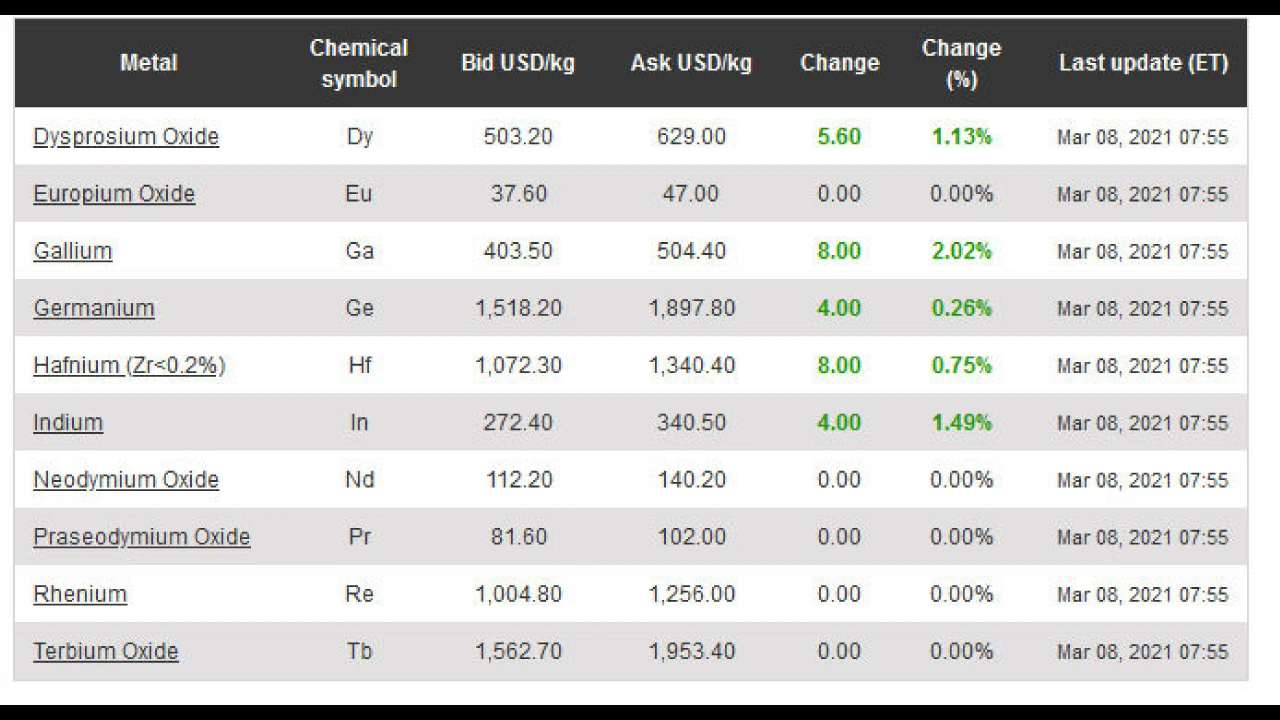 Metal Chemical symbol Bid USD/kg Ask USD/kg Change Change (%) Last update (ET)
Dysprosium Oxide Dy 503.20 629.00 5.60 1.13% Mar 08, 2021 07:55
Europium Oxide Eu 37.60 47.00 0.00 0.00% Mar 08, 2021 07:55
Gallium Ga 403.50 504.40 8.00 2.02% Mar 08, 2021 07:55
Germanium Ge 1,518.20 1,897.80 4.00 0.26% Mar 08, 2021 07:55
Hafnium (Zr<0.2%) Hf 1,072.30 1,340.40 8.00 0.75% Mar 08, 2021 07:55
Indium In 272.40 340.50 4.00 1.49% Mar 08, 2021 07:55
Neodymium Oxide Nd 112.20 140.20 0.00 0.00% Mar 08, 2021 07:55
Praseodymium Oxide Pr 81.60 102.00 0.00 0.00% Mar 08, 2021 07:55
Rhenium Re 1,004.80 1,256.00 0.00 0.00% Mar 08, 2021 07:55
Terbium Oxide Tb 1,562.70 1,953.40 0.00 0.00% Mar 08, 2021 07:55